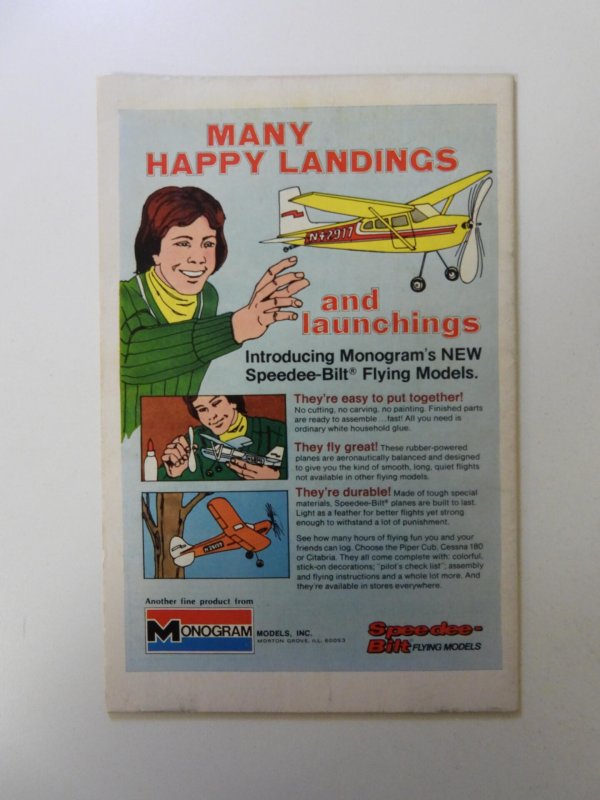 MANY
HAPPY LANDINGS
N42917
and
launchings
Introducing Monogram's NEW
Speedee-Bilt® Flying Models.
They're easy to put together!
No cutting, no carving, no painting. Finished parts
are ready to assemble ...fast! All you need is
ordinary white household glue.
They fly great! These rubber-powered
planes are aeronautically balanced and designed
to give you the kind of smooth, long, quiet flights
not available in other flying models.
They're durable! Made of tough special
materials, Speedee-Bilt® planes are built to last.
Light as a feather for better flights yet strong
enough to withstand a lot of punishment.
See how many hours of flying fun you and your
friends can log. Choose the Piper Cub, Cessna 180
or Citabria. They all come complete with: colorful,
stick-on decorations; "pilot's check list"; assembly
and flying instructions and a whole lot more. And
they're available in stores everywhere.
Another fine product from
MONOGRAM MODELS, INC.
MORTON GROVE, ILL. 60053
Speedee-
Bilt FLYING MODELS